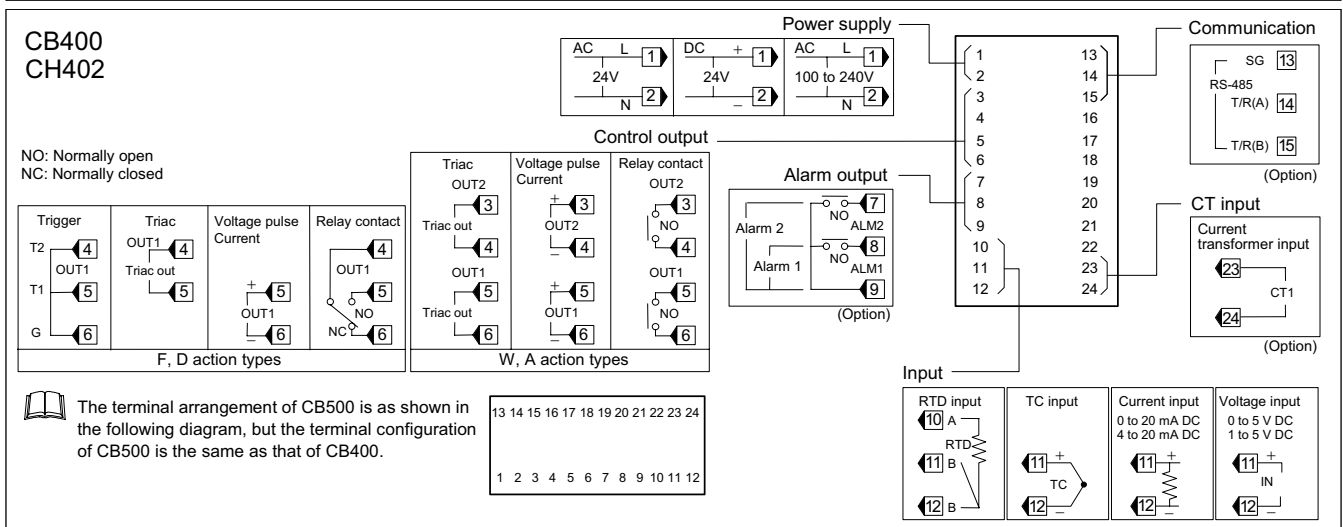 CB400
CH402
NO: Normally open
NC: Normally closed
Power supply
AC L 1
24V
N 2
DC + 1
24V
– 2
AC L 1
100 to 240V
N 2
Control output
Trigger
T2 4
OUT1
T1 5
G 6
Triac
OUT1 4
Triac out
5
Voltage pulse
Current
+ 5
OUT1
– 6
Relay contact
4
OUT1
5
NO
NC 6
F, D action types
Triac
OUT2
3
Triac out
4
OUT1
5
Triac out
6
Voltage pulse
Current
+ 3
OUT2
– 4
+ 5
OUT1
– 6
Relay contact
OUT2
3
NO
4
OUT1
5
NO
6
W, A action types
Alarm output
7
NO
ALM2
Alarm 2
8
NO
ALM1
Alarm 1
9
(Option)
1 13
2 14
3 15
4 16
5 17
6 18
7 19
8 20
9 21
10 22
11 23
12 24
Communication
SG 13
RS-485
T/R(A) 14
T/R(B) 15
(Option)
CT input
Current
transformer input
23
CT1
24
(Option)
Input
RTD input
10 A
RTD
11 B
12 B
TC input
11 +
TC
12 –
Current input
0 to 20 mA DC
4 to 20 mA DC
11 +
12 –
Voltage input
0 to 5 V DC
1 to 5 V DC
11 +
IN
12 –
The terminal arrangement of CB500 is as shown in
the following diagram, but the terminal configuration
of CB500 is the same as that of CB400.
13 14 15 16 17 18 19 20 21 22 23 24
1 2 3 4 5 6 7 8 9 10 11 12